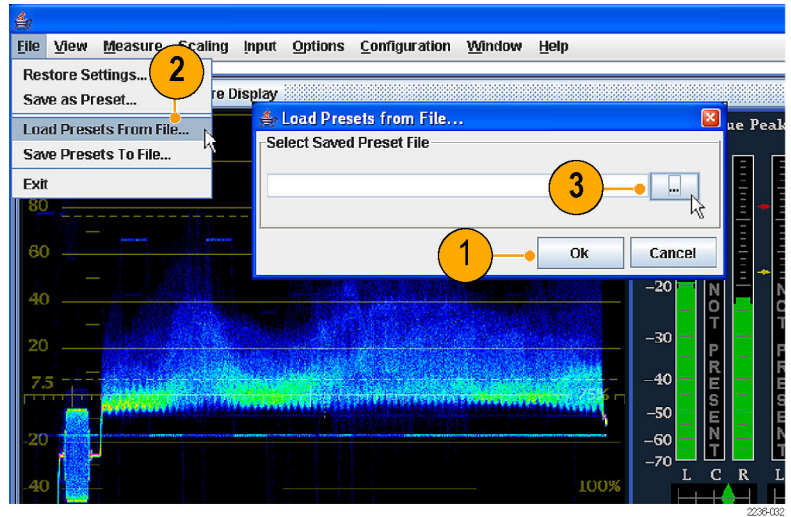 File View Measure Scaling Input Options Configuration Window Help
Restore Settings...
2
Save as Preset...
re Display
Load Presets From File...
Save Presets To File...
Exit
Load Presets from File...
Select Saved Preset File
3
...
1
Ok Cancel
ue Peak
80
60
40
20
7.5
-20
-40
75%
100%
-20
-30
-40
-50
-60
-70
NOT PRESENT
L C R L
2236-032